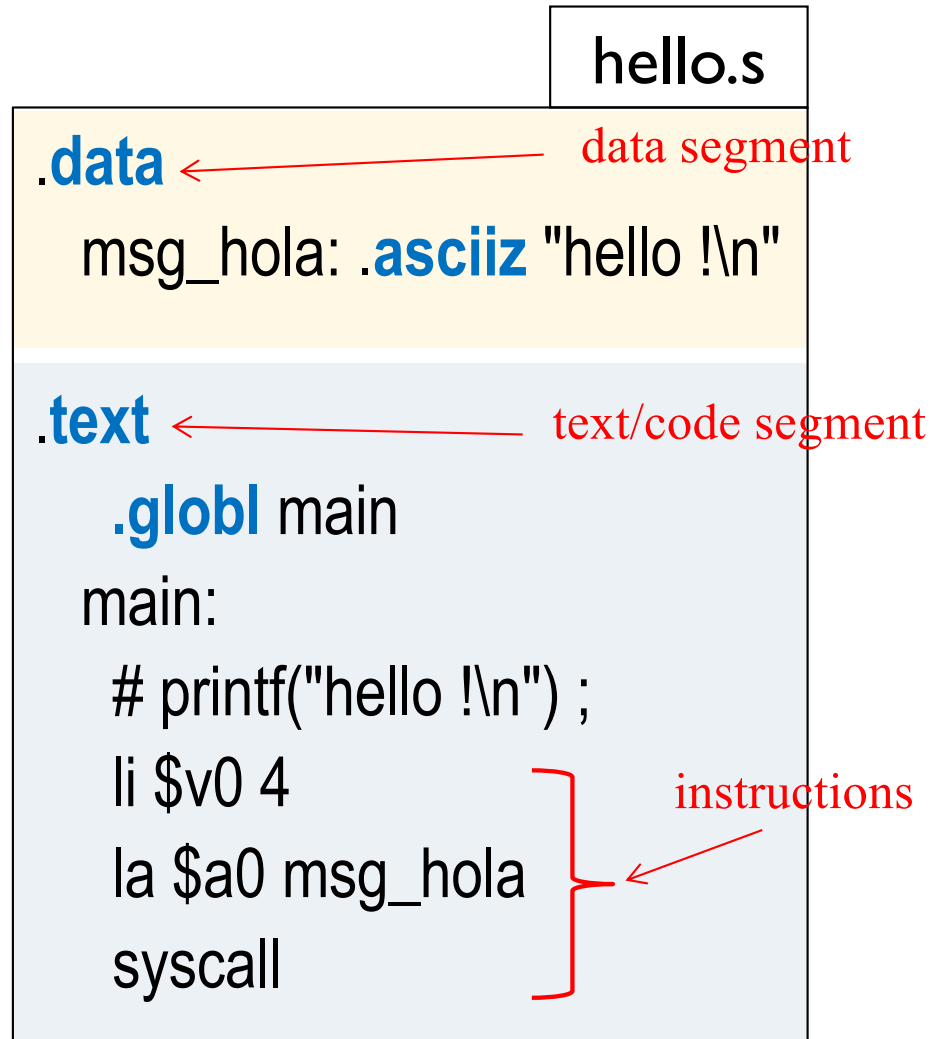 hello.s
.data
data segment
msg_hola: .asciiz "hello !\n"
.text
text/code segment
.globl main
main:
# printf("hello !\n") ;
li $v0 4
instructions
la $a0 msg_hola
syscall